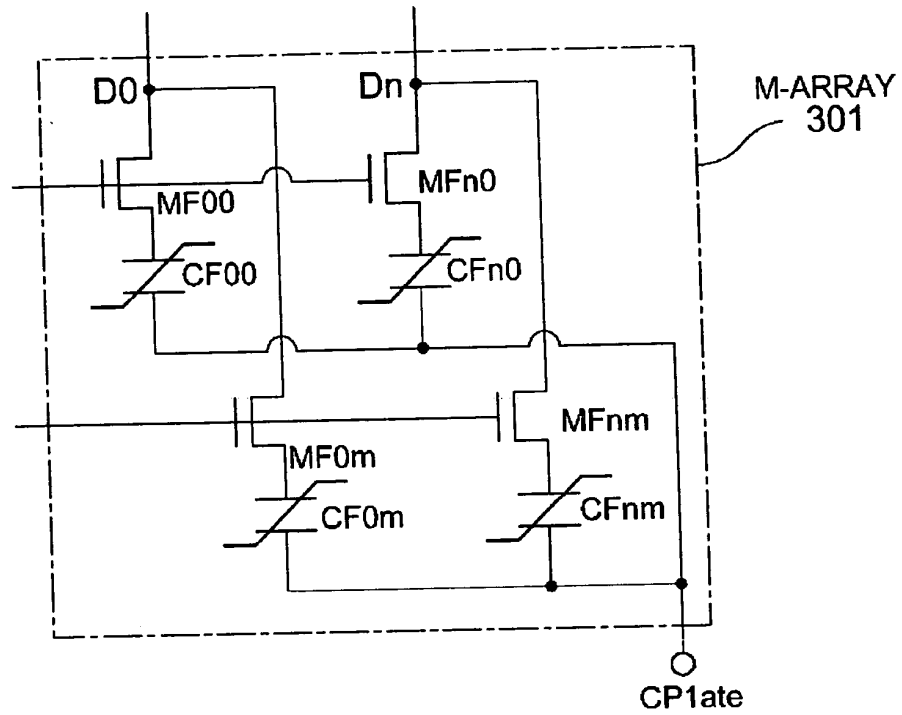 D0
Dn
M-ARRAY
301
MF00
MFn0
CF00
CFn0
MF0m
MFnm
CF0m
CFnm
CP1ate